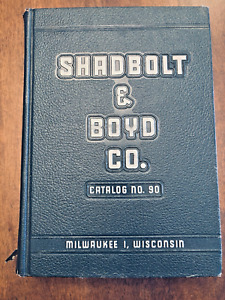 SHADBOLT
&
BOYD
CO.
CATALOG NO. 90
MILWAUKEE 1, WISCONSIN